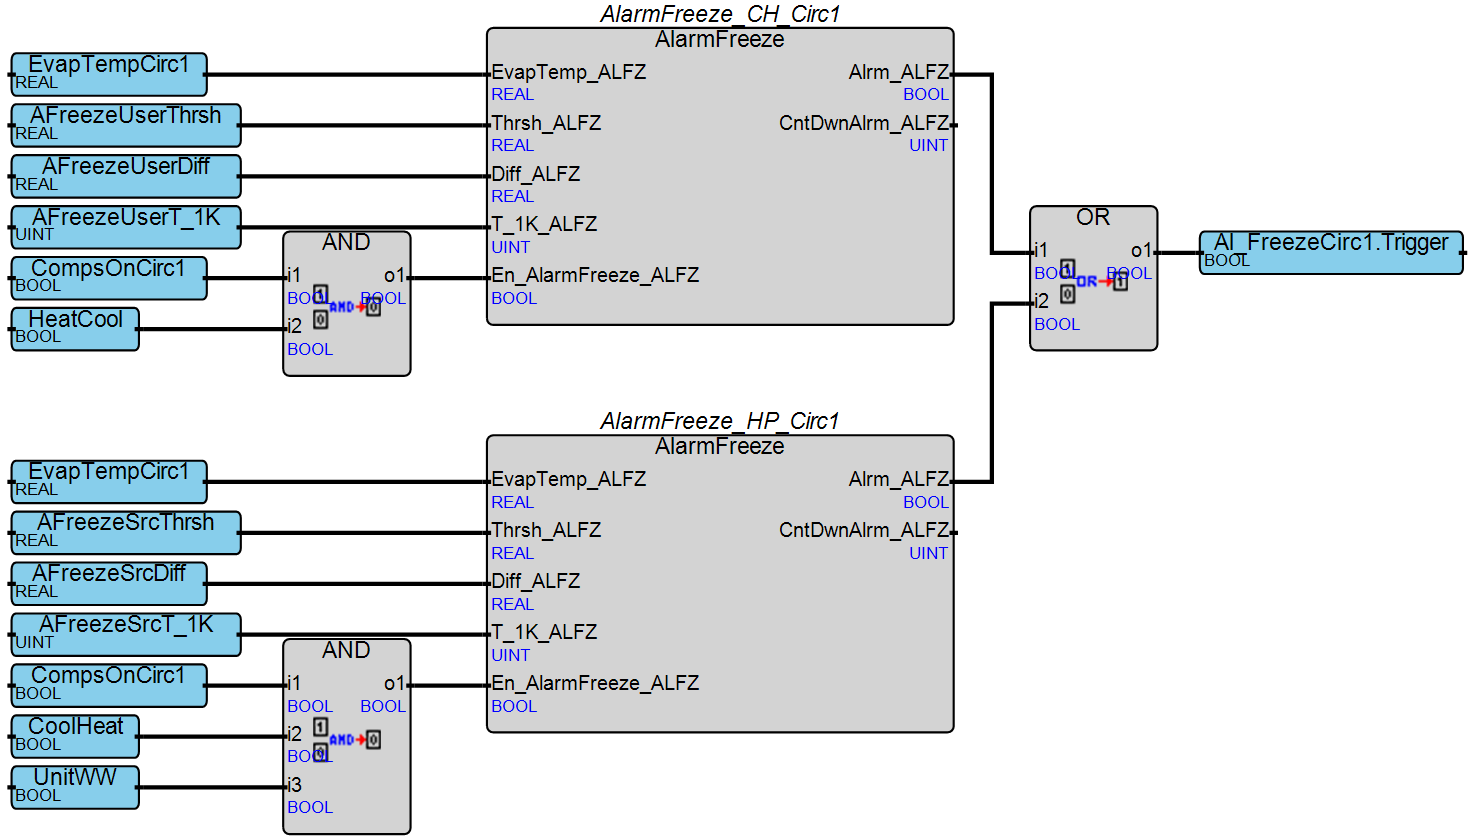 AlarmFreeze_CH_Circ1
AlarmFreeze
EvapTempCirc1
REAL
AFreezeUserThrsh
REAL
AFreezeUserDiff
REAL
AFreezeUserT_1K
UINT
CompsOnCirc1
BOOL
HeatCool
BOOL
AND
i1
BOOL
o1
BOOL
i2
BOOL
1
0
AND
0
EvapTemp_ALFZ
REAL
Thrsh_ALFZ
REAL
Diff_ALFZ
REAL
T_1K_ALFZ
UINT
En_AlarmFreeze_ALFZ
BOOL
Alrm_ALFZ
BOOL
CntDwnAlrm_ALFZ
UINT
OR
i1
BOOL
o1
BOOL
i2
BOOL
1
0
OR
1
Al_FreezeCirc1.Trigger
BOOL
AlarmFreeze_HP_Circ1
AlarmFreeze
EvapTempCirc1
REAL
AFreezeSrcThrsh
REAL
AFreezeSrcDiff
REAL
AFreezeSrcT_1K
UINT
CompsOnCirc1
BOOL
CoolHeat
BOOL
UnitWW
BOOL
AND
i1
BOOL
o1
BOOL
i2
BOOL
i3
BOOL
1
0
AND
0
EvapTemp_ALFZ
REAL
Thrsh_ALFZ
REAL
Diff_ALFZ
REAL
T_1K_ALFZ
UINT
En_AlarmFreeze_ALFZ
BOOL
Alrm_ALFZ
BOOL
CntDwnAlrm_ALFZ
UINT